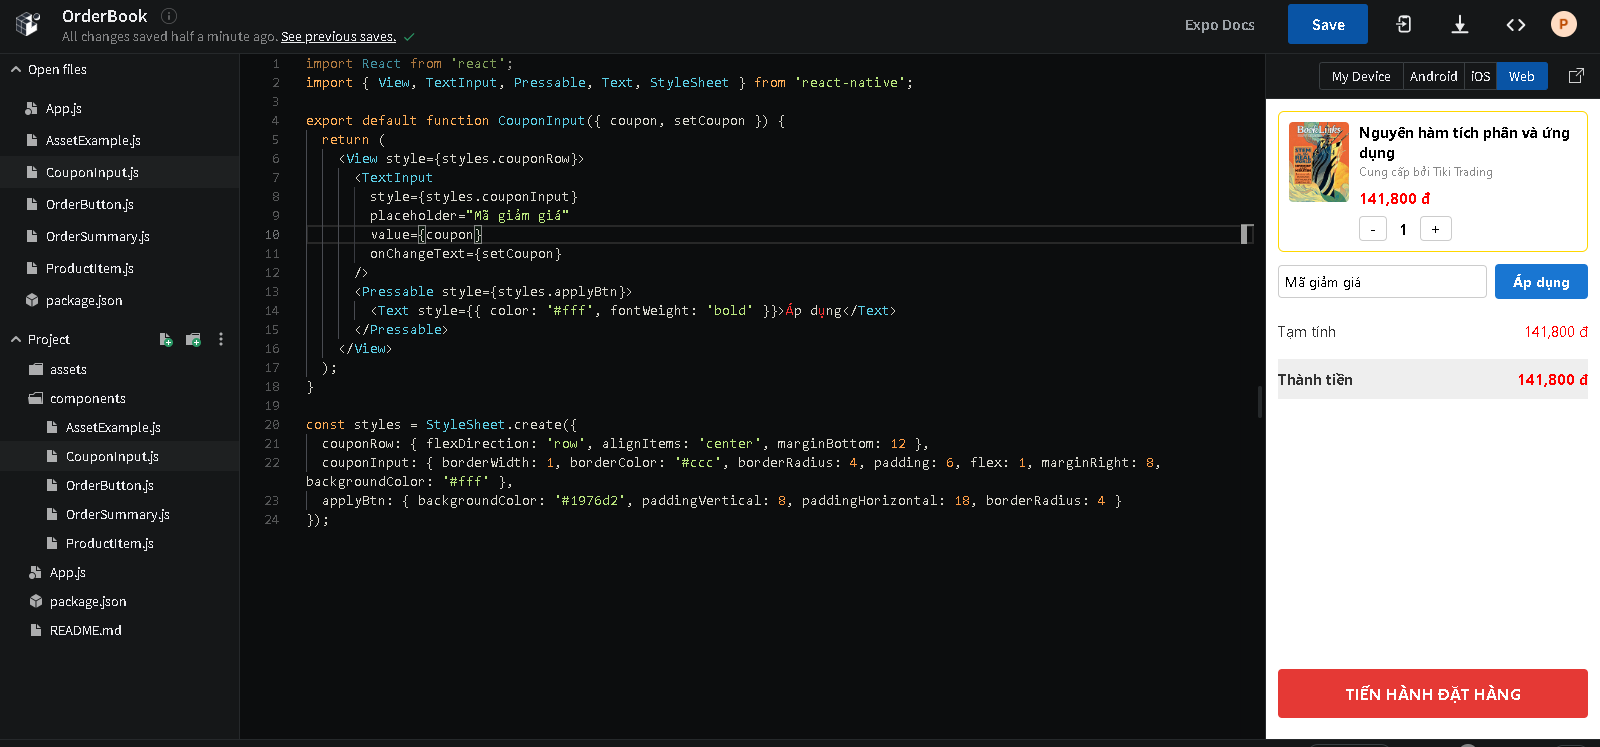 OrderBook
All changes saved half a minute ago. See previous saves.
Expo Docs
Save
P
Open files
App.js
AssetExample.js
CouponInput.js
OrderButton.js
OrderSummary.js
ProductItem.js
package.json
Project
assets
components
AssetExample.js
CouponInput.js
OrderButton.js
OrderSummary.js
ProductItem.js
App.js
package.json
README.md
1 import React from 'react';
2 import { View, TextInput, Pressable, Text, StyleSheet } from 'react-native';
3
4 export default function CouponInput({ coupon, setCoupon }) {
5 return (
6 <View style={styles.couponRow}>
7 <TextInput
8 style={styles.couponInput}
9 placeholder="Mã giảm giá"
10 value={coupon}
11 onChangeText={setCoupon}
12 />
13 <Pressable style={styles.applyBtn}>
14 <Text style={{ color: '#fff', fontWeight: 'bold' }}>Áp dụng</Text>
15 </Pressable>
16 </View>
17 );
18 }
19
20 const styles = StyleSheet.create({
21 couponRow: { flexDirection: 'row', alignItems: 'center', marginBottom: 12 },
22 couponInput: { borderWidth: 1, borderColor: '#ccc', borderRadius: 4, padding: 6, flex: 1, marginRight: 8,
backgroundColor: '#fff' },
23 applyBtn: { backgroundColor: '#1976d2', paddingVertical: 8, paddingHorizontal: 18, borderRadius: 4 }
24 });
My Device
Android
iOS
Web
BookLinks
Nguyên hàm tích phân và ứng
dụng
Cung cấp bởi Tiki Trading
141,800 đ
- 1 +
Mã giảm giá
Áp dụng
Tạm tính
141,800 đ
Thành tiền
141,800 đ
TIẾN HÀNH ĐẶT HÀNG